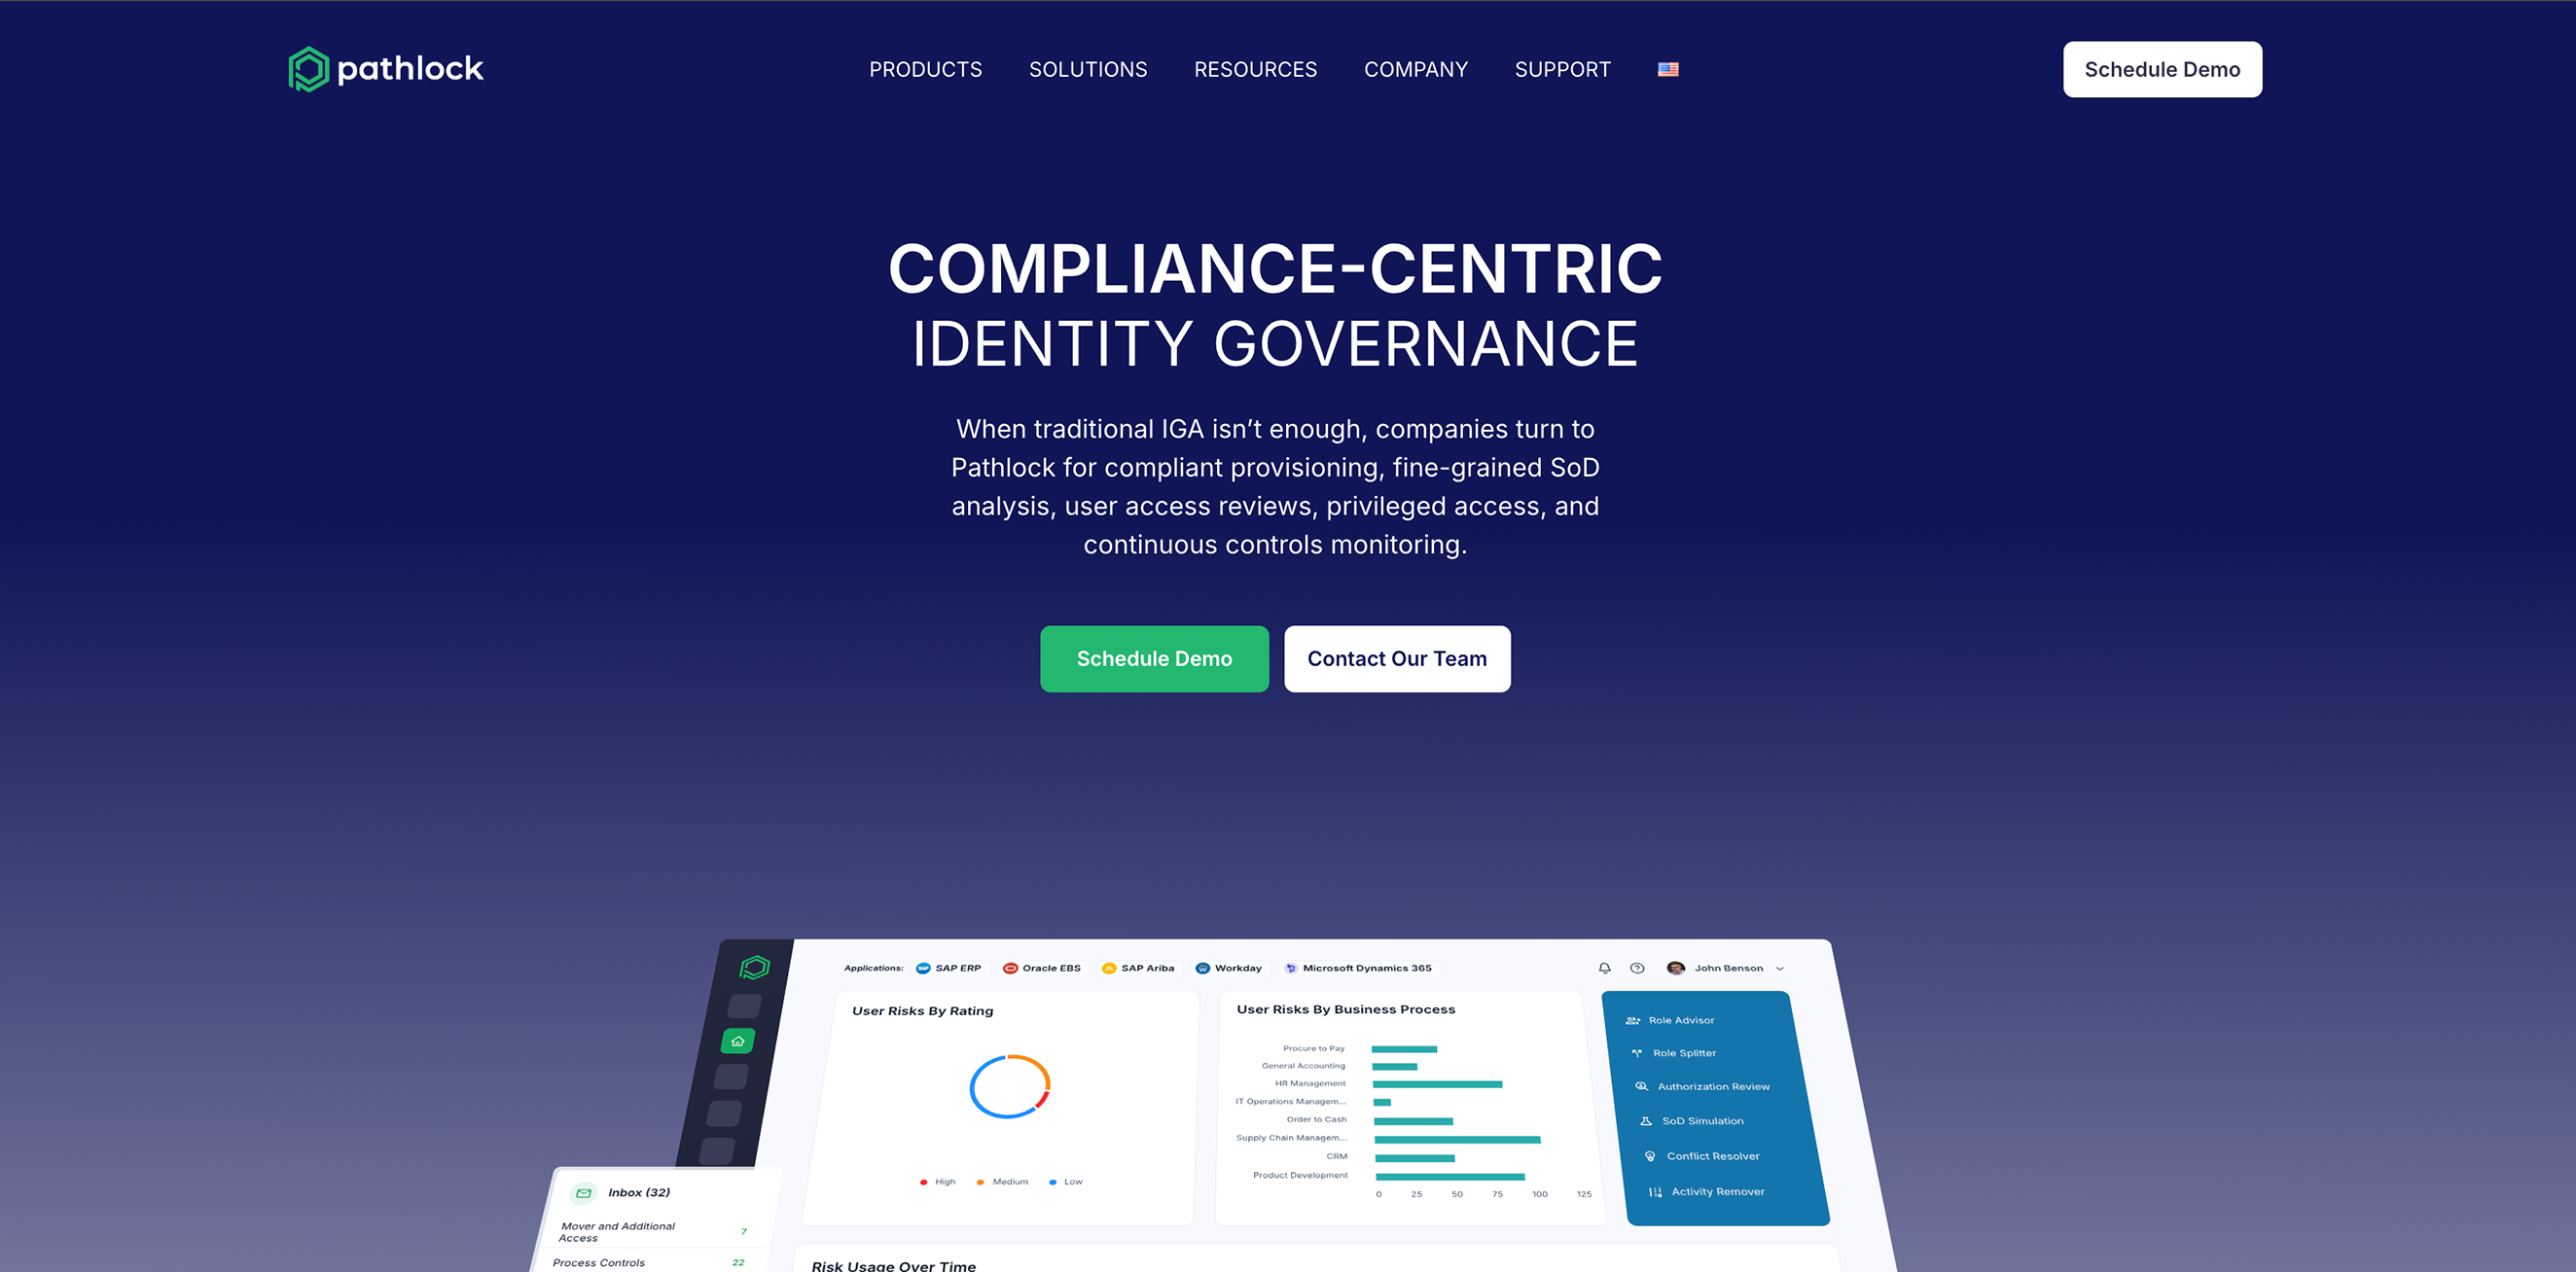 pathlock
PRODUCTS
SOLUTIONS
RESOURCES
COMPANY
SUPPORT
Schedule Demo
COMPLIANCE-CENTRIC
IDENTITY GOVERNANCE
When traditional IGA isn’t enough, companies turn to
Pathlock for compliant provisioning, fine-grained SoD
analysis, user access reviews, privileged access, and
continuous controls monitoring.
Schedule Demo
Contact Our Team
Applications:
SAP ERP
Oracle EBS
SAP Ariba
Workday
Microsoft Dynamics 365
John Benson
User Risks By Rating
High
Medium
Low
User Risks By Business Process
Procure to Pay
General Accounting
HR Management
IT Operations Managem...
Order to Cash
Supply Chain Managem...
CRM
Product Development
0 25 50 75 100 125
Role Advisor
Role Splitter
Authorization Review
SoD Simulation
Conflict Resolver
Activity Remover
Inbox (32)
Mover and Additional
Access
7
Process Controls
22
Risk Usage Over Time